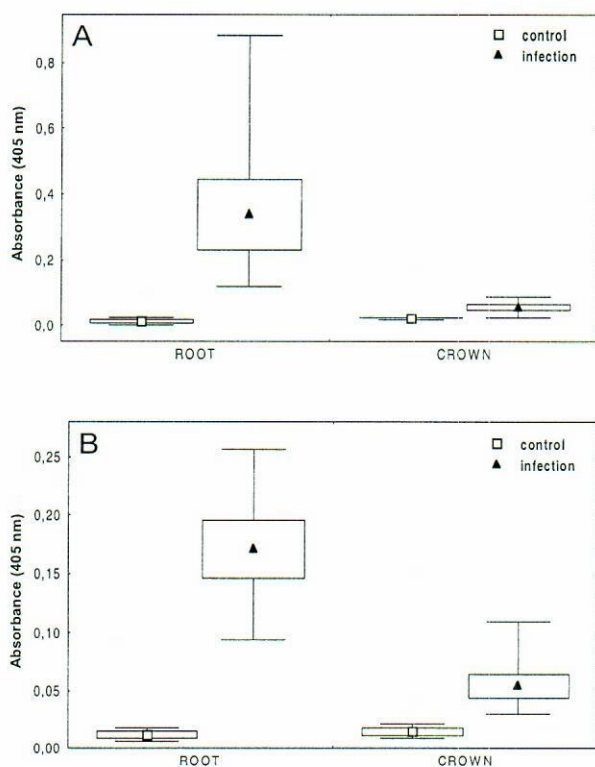 A
□ control
▲ infection
Absorbance (405 nm)
0,8
0,6
0,4
0,2
0,0
ROOT CROWN
B
□ control
▲ infection
Absorbance (405 nm)
0,25
0,20
0,15
0,10
0,05
0,00
ROOT CROWN